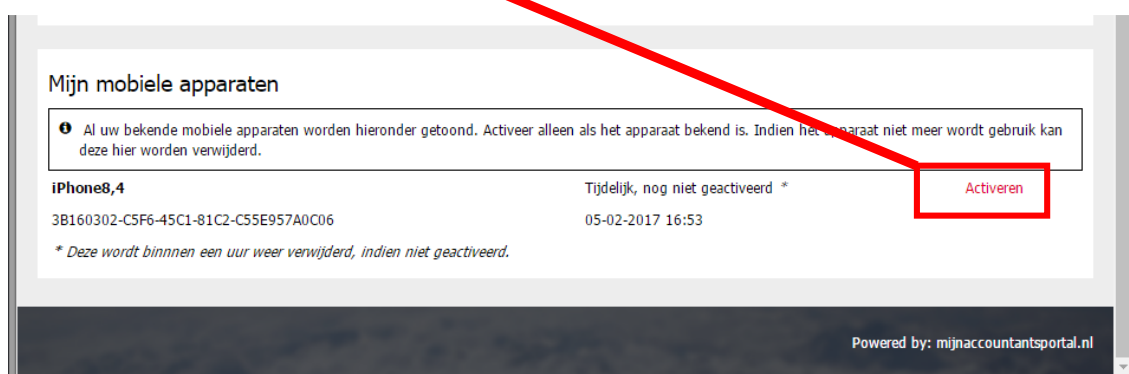 Mijn mobiele apparaten
Al uw bekende mobiele apparaten worden hieronder getoond. Activeer alleen als het apparaat bekend is. Indien het apparaat niet meer wordt gebruik kan
deze hier worden verwijderd.
iPhone8,4 Tijdelijk, nog niet geactiveerd * Activeren
3B160302-C5F6-45C1-81C2-C55E957A0C06 05-02-2017 16:53
* Deze wordt binnnen een uur weer verwijderd, indien niet geactiveerd.
Powered by: mijnaccountantsportal.nl